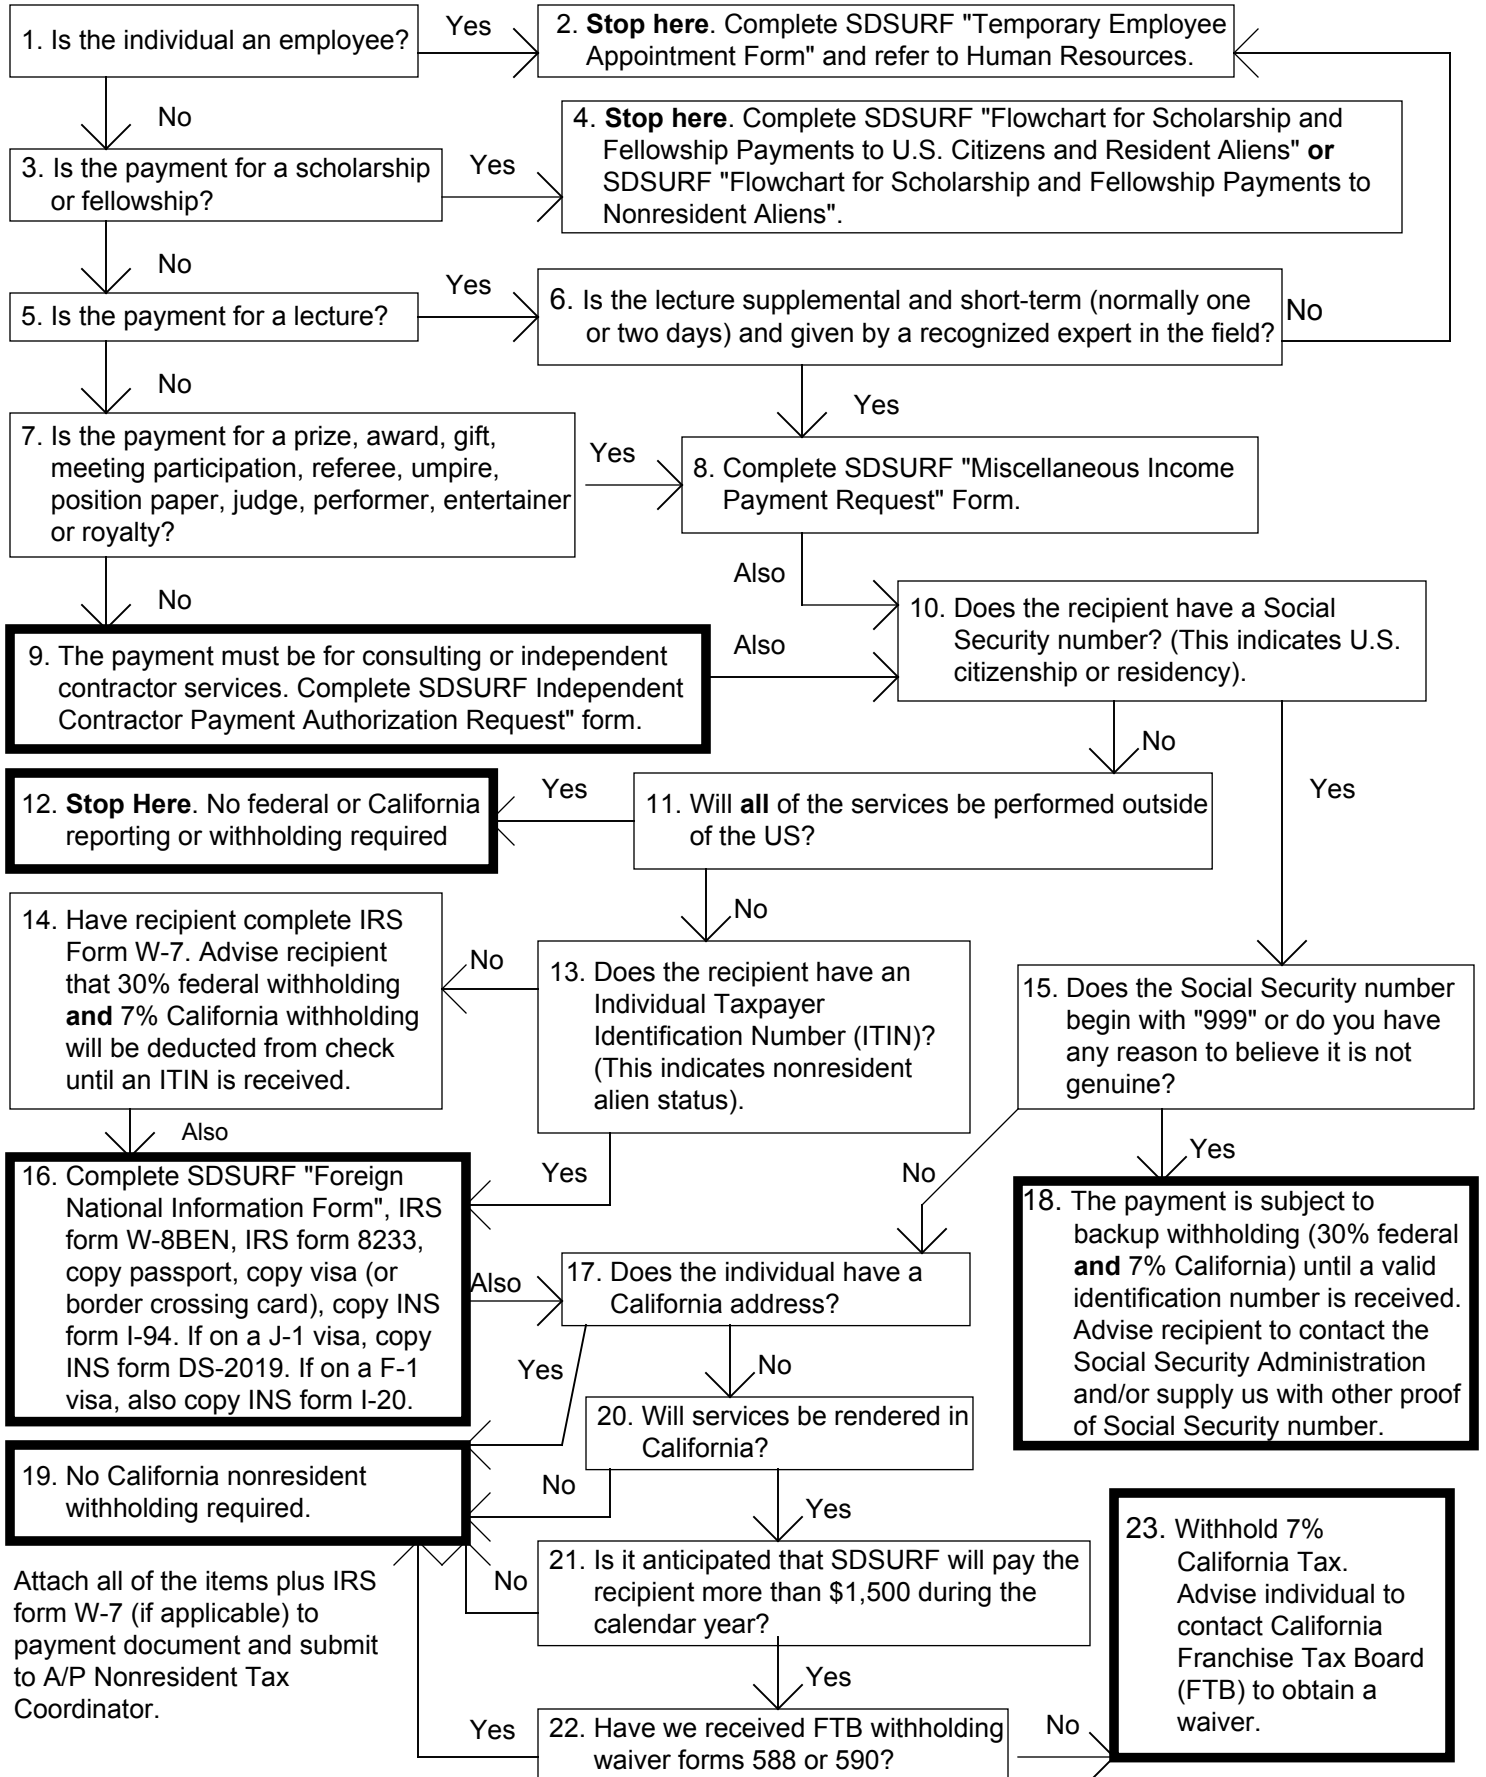 1. Is the individual an employee?
Yes
2. Stop here. Complete SDSURF "Temporary Employee
Appointment Form" and refer to Human Resources.
No
3. Is the payment for a scholarship
or fellowship?
Yes
4. Stop here. Complete SDSURF "Flowchart for Scholarship and
Fellowship Payments to U.S. Citizens and Resident Aliens" or
SDSURF "Flowchart for Scholarship and Fellowship Payments to
Nonresident Aliens".
No
5. Is the payment for a lecture?
Yes
6. Is the lecture supplemental and short-term (normally one
or two days) and given by a recognized expert in the field?
No
No
Yes
7. Is the payment for a prize, award, gift,
meeting participation, referee, umpire,
position paper, judge, performer, entertainer
or royalty?
Yes
8. Complete SDSURF "Miscellaneous Income
Payment Request" Form.
No
Also
9. The payment must be for consulting or independent
contractor services. Complete SDSURF Independent
Contractor Payment Authorization Request" form.
Also
10. Does the recipient have a Social
Security number? (This indicates U.S.
citizenship or residency).
No
Yes
11. Will all of the services be performed outside
of the US?
Yes
12. Stop Here. No federal or California
reporting or withholding required
No
13. Does the recipient have an
Individual Taxpayer
Identification Number (ITIN)?
(This indicates nonresident
alien status).
No
14. Have recipient complete IRS
Form W-7. Advise recipient
that 30% federal withholding
and 7% California withholding
will be deducted from check
until an ITIN is received.
15. Does the Social Security number
begin with "999" or do you have
any reason to believe it is not
genuine?
Also
Yes
No
Yes
16. Complete SDSURF "Foreign
National Information Form", IRS
form W-8BEN, IRS form 8233,
copy passport, copy visa (or
border crossing card), copy INS
form I-94. If on a J-1 visa, copy
INS form DS-2019. If on a F-1
visa, also copy INS form I-20.
Also
17. Does the individual have a
California address?
18. The payment is subject to
backup withholding (30% federal
and 7% California) until a valid
identification number is received.
Advise recipient to contact the
Social Security Administration
and/or supply us with other proof
of Social Security number.
Yes
No
19. No California nonresident
withholding required.
20. Will services be rendered in
California?
No
Yes
21. Is it anticipated that SDSURF will pay the
recipient more than $1,500 during the
calendar year?
No
Yes
22. Have we received FTB withholding
waiver forms 588 or 590?
Yes
No
23. Withhold 7%
California Tax.
Advise individual to
contact California
Franchise Tax Board
(FTB) to obtain a
waiver.
Attach all of the items plus IRS
form W-7 (if applicable) to
payment document and submit
to A/P Nonresident Tax
Coordinator.